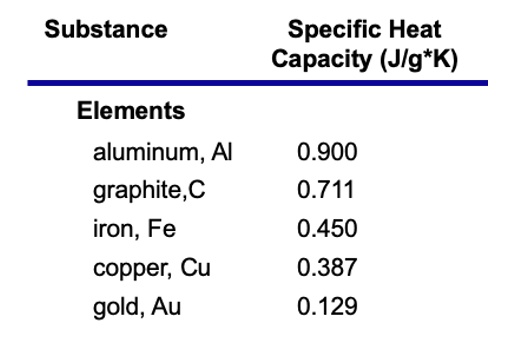 Substance Specific Heat
Capacity (J/g*K)
Elements
aluminum, Al 0.900
graphite,C 0.711
iron, Fe 0.450
copper, Cu 0.387
gold, Au 0.129